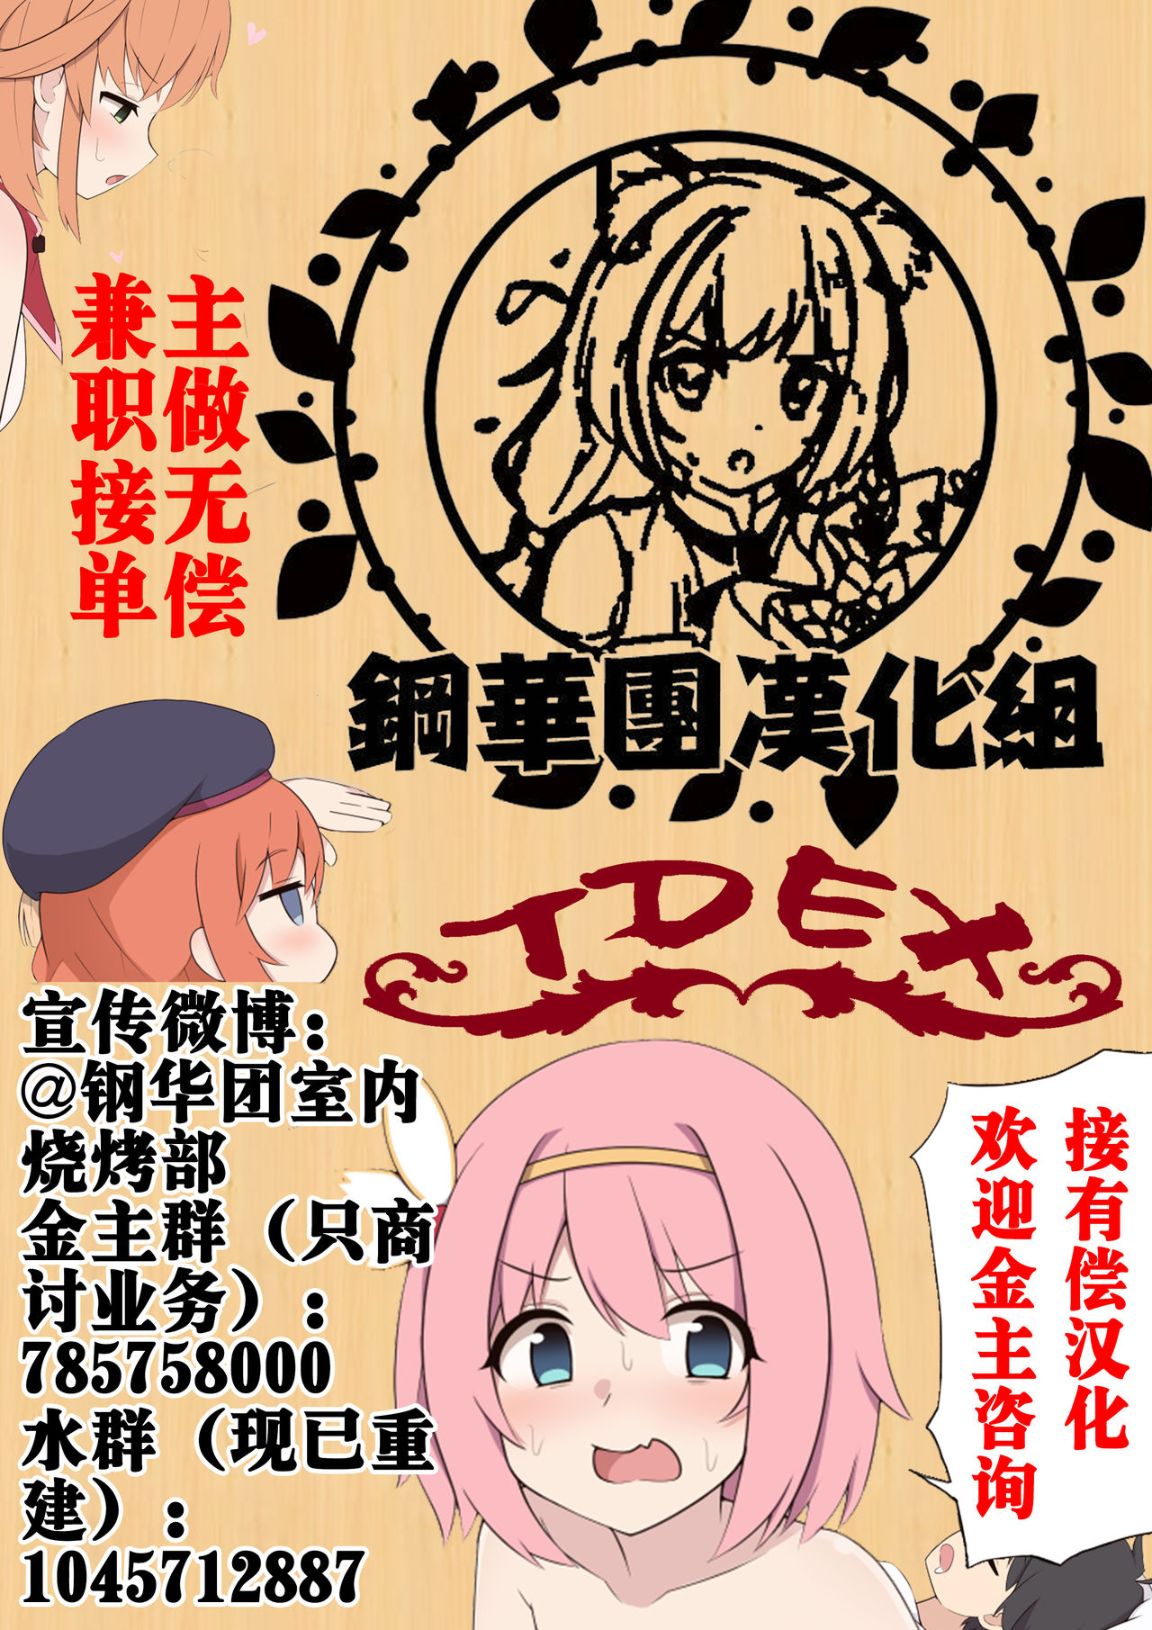 主做无偿
兼职接单
鋼華團漢化組
IDEX
宣传微博：
@钢华团室内
烧烤部
金主群（只商
讨业务）：
785758000
水群（现已重
建）：
1045712887
接有偿汉化
欢迎金主咨询